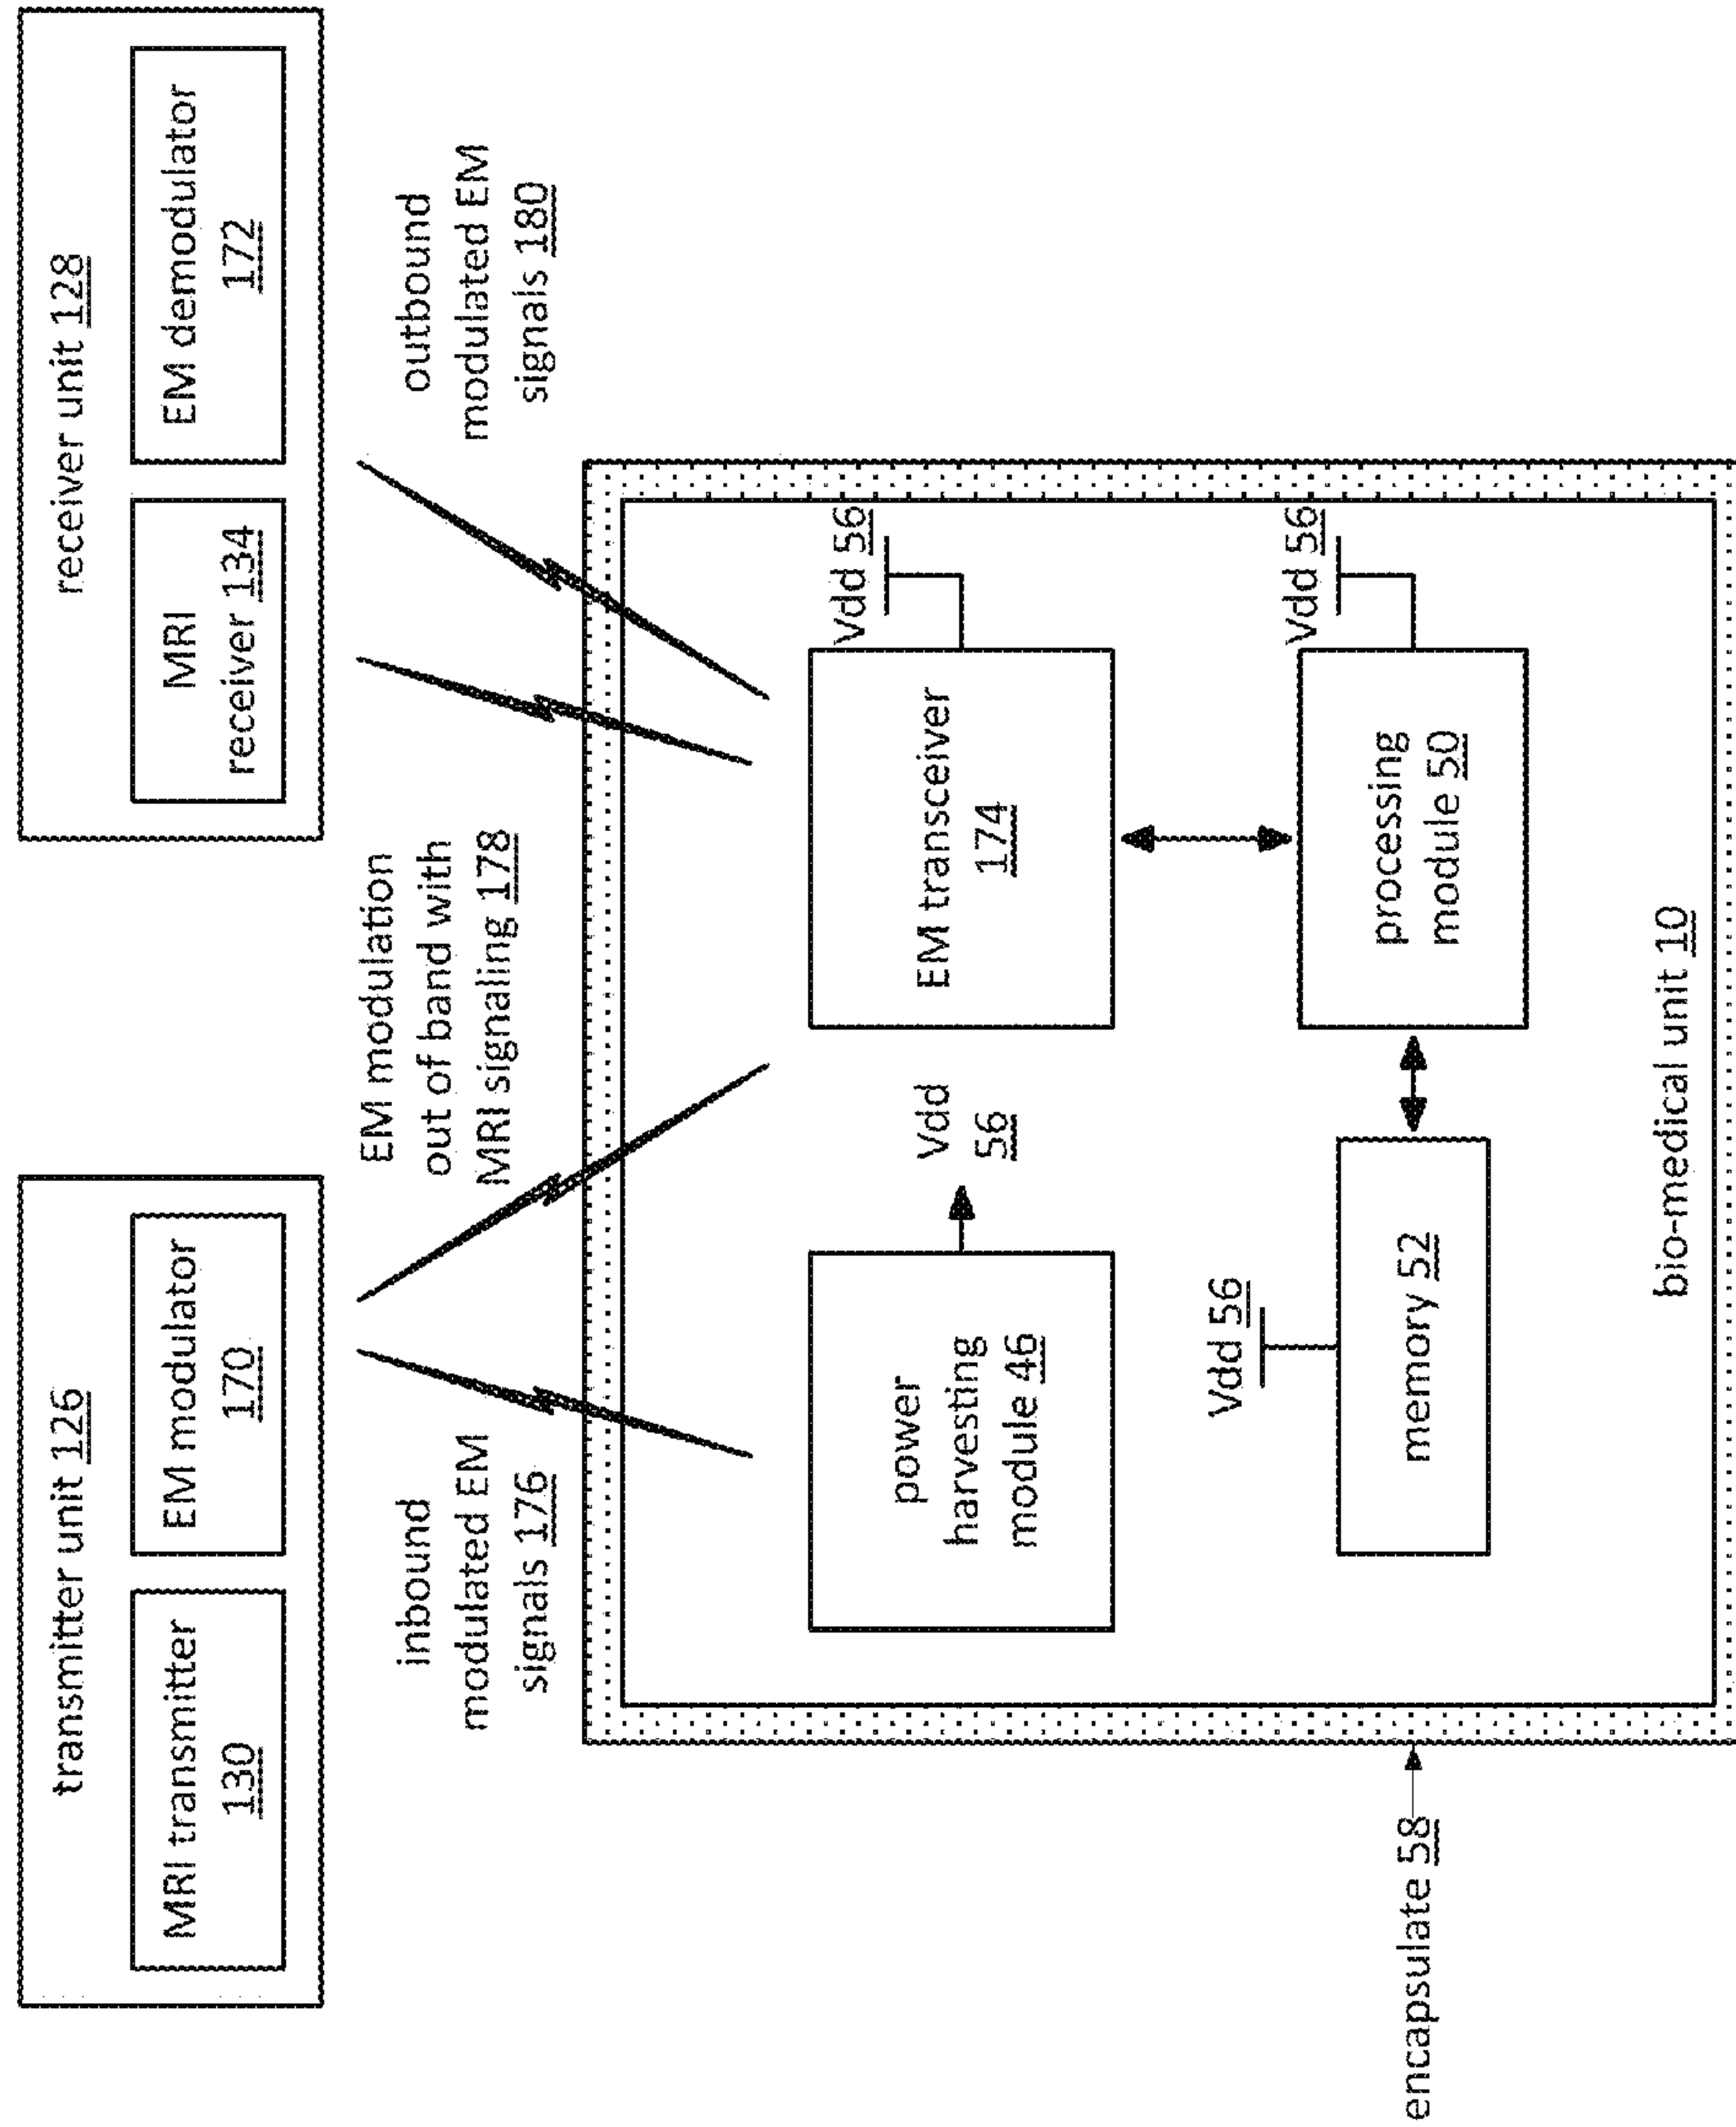 transmitter unit 126
MRI transmitter
130
EM modulator
170
receiver unit 128
MRI
receiver 134
EM demodulator
172
inbound
modulated EM
signals 176
EM modulation
out of band with
MRI signaling 178
outbound
modulated EM
signals 180
power
harvesting
module 46
Vdd
56
EM transceiver
174
Vdd 56
Vdd 56
memory 52
processing
module 50
Vdd 56
bio-medical unit 10
encapsulate 58